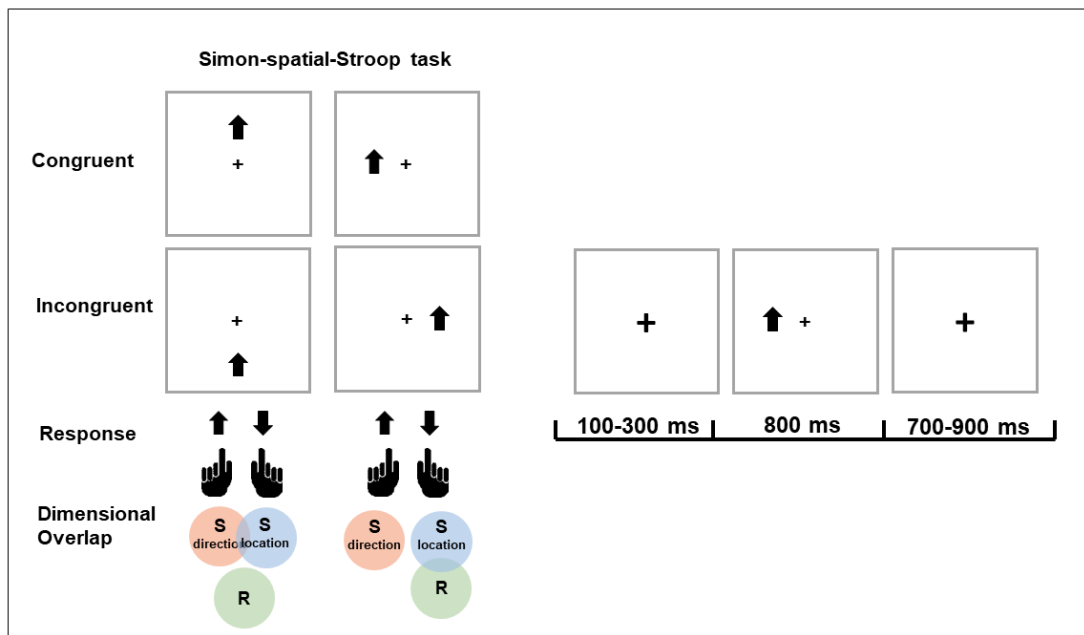 Simon-spatial-Stroop task
Congruent
+
+
Incongruent
+
+
+
+
+
Response
100-300 ms
800 ms
700-900 ms
Dimensional
Overlap
S
direction
S
location
R
S
direction
S
location
R